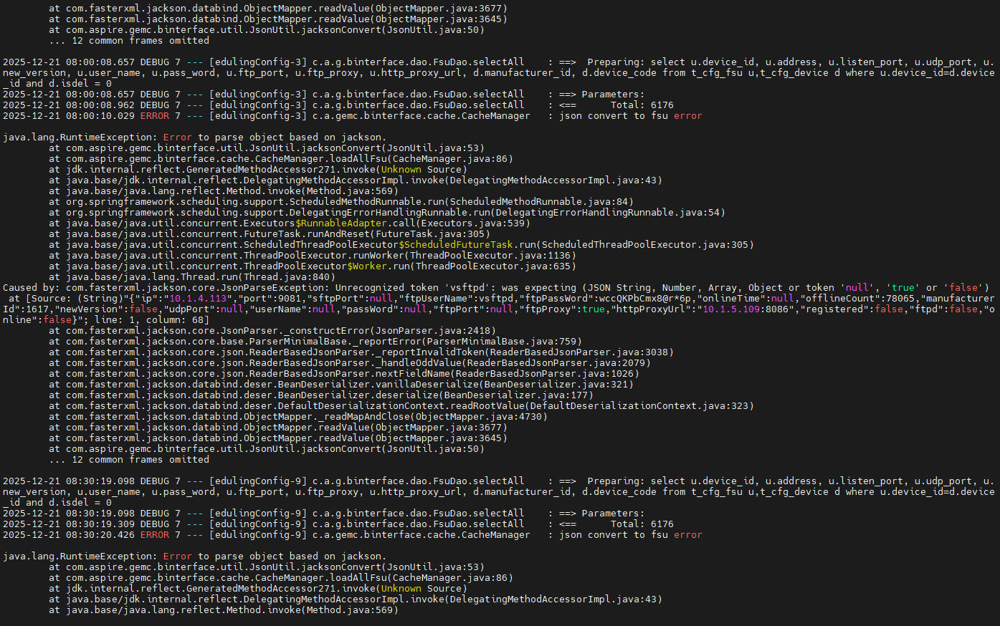 at com.fasterxml.jackson.databind.ObjectMapper.readValue(ObjectMapper.java:3677)
        at com.fasterxml.jackson.databind.ObjectMapper.readValue(ObjectMapper.java:3645)
        at com.aspire.gemc.binterface.util.JsonUtil.jacksonConvert(JsonUtil.java:50)
        ... 12 common frames omitted

2025-12-21 08:00:08.657 DEBUG 7 --- [edulingConfig-3] c.a.g.binterface.dao.FsuDao.selectAll    : ==>  Preparing: select u.device_id, u.address, u.listen_port, u.udp_port, u.
new_version, u.user_name, u.pass_word, u.ftp_port, u.ftp_proxy, u.http_proxy_url, d.manufacturer_id, d.device_code from t_cfg_fsu u,t_cfg_device d where u.device_id=d.device
_id and d.isdel = 0
2025-12-21 08:00:08.657 DEBUG 7 --- [edulingConfig-3] c.a.g.binterface.dao.FsuDao.selectAll    : ==> Parameters:
2025-12-21 08:00:08.962 DEBUG 7 --- [edulingConfig-3] c.a.g.binterface.dao.FsuDao.selectAll    : <==      Total: 6176
2025-12-21 08:00:10.029 ERROR 7 --- [edulingConfig-3] c.a.gemc.binterface.cache.CacheManager   : json convert to fsu error

java.lang.RuntimeException: Error to parse object based on jackson.
        at com.aspire.gemc.binterface.util.JsonUtil.jacksonConvert(JsonUtil.java:53)
        at com.aspire.gemc.binterface.cache.CacheManager.loadAllFsu(CacheManager.java:86)
        at jdk.internal.reflect.GeneratedMethodAccessor271.invoke(Unknown Source)
        at java.base/jdk.internal.reflect.DelegatingMethodAccessorImpl.invoke(DelegatingMethodAccessorImpl.java:43)
        at java.base/java.lang.reflect.Method.invoke(Method.java:569)
        at org.springframework.scheduling.support.ScheduledMethodRunnable.run(ScheduledMethodRunnable.java:84)
        at org.springframework.scheduling.support.DelegatingErrorHandlingRunnable.run(DelegatingErrorHandlingRunnable.java:54)
        at java.base/java.util.concurrent.Executors$RunnableAdapter.call(Executors.java:539)
        at java.base/java.util.concurrent.FutureTask.runAndReset(FutureTask.java:305)
        at java.base/java.util.concurrent.ScheduledThreadPoolExecutor$ScheduledFutureTask.run(ScheduledThreadPoolExecutor.java:305)
        at java.base/java.util.concurrent.ThreadPoolExecutor.runWorker(ThreadPoolExecutor.java:1136)
        at java.base/java.util.concurrent.ThreadPoolExecutor$Worker.run(ThreadPoolExecutor.java:635)
        at java.base/java.lang.Thread.run(Thread.java:840)
Caused by: com.fasterxml.jackson.core.JsonParseException: Unrecognized token 'vsftpd': was expecting (JSON String, Number, Array, Object or token 'null', 'true' or 'false')
 at [Source: (String)"{"ip":"10.1.4.113","port":9081,"sftpPort":null,"ftpUserName":vsftpd,"ftpPassWord":wccQKPbCmx8@r*6p,"onlineTime":null,"offlineCount":78065,"manufacturer
Id":1617,"newVersion":false,"udpPort":null,"userName":null,"passWord":null,"ftpPort":null,"ftpProxy":true,"httpProxyUrl":"10.1.5.109:8086","registered":false,"ftpd":false,"o
nline":false}"; line: 1, column: 68]
        at com.fasterxml.jackson.core.JsonParser._constructError(JsonParser.java:2418)
        at com.fasterxml.jackson.core.base.ParserMinimalBase._reportError(ParserMinimalBase.java:759)
        at com.fasterxml.jackson.core.json.ReaderBasedJsonParser._reportInvalidToken(ReaderBasedJsonParser.java:3038)
        at com.fasterxml.jackson.core.json.ReaderBasedJsonParser._handleOddValue(ReaderBasedJsonParser.java:2079)
        at com.fasterxml.jackson.core.json.ReaderBasedJsonParser.nextFieldName(ReaderBasedJsonParser.java:1026)
        at com.fasterxml.jackson.databind.deser.BeanDeserializer.vanillaDeserialize(BeanDeserializer.java:321)
        at com.fasterxml.jackson.databind.deser.BeanDeserializer.deserialize(BeanDeserializer.java:177)
        at com.fasterxml.jackson.databind.deser.DefaultDeserializationContext.readRootValue(DefaultDeserializationContext.java:323)
        at com.fasterxml.jackson.databind.ObjectMapper._readMapAndClose(ObjectMapper.java:4730)
        at com.fasterxml.jackson.databind.ObjectMapper.readValue(ObjectMapper.java:3677)
        at com.fasterxml.jackson.databind.ObjectMapper.readValue(ObjectMapper.java:3645)
        at com.aspire.gemc.binterface.util.JsonUtil.jacksonConvert(JsonUtil.java:50)
        ... 12 common frames omitted

2025-12-21 08:30:19.098 DEBUG 7 --- [edulingConfig-9] c.a.g.binterface.dao.FsuDao.selectAll    : ==>  Preparing: select u.device_id, u.address, u.listen_port, u.udp_port, u.
new_version, u.user_name, u.pass_word, u.ftp_port, u.ftp_proxy, u.http_proxy_url, d.manufacturer_id, d.device_code from t_cfg_fsu u,t_cfg_device d where u.device_id=d.device
_id and d.isdel = 0
2025-12-21 08:30:19.098 DEBUG 7 --- [edulingConfig-9] c.a.g.binterface.dao.FsuDao.selectAll    : ==> Parameters:
2025-12-21 08:30:19.309 DEBUG 7 --- [edulingConfig-9] c.a.g.binterface.dao.FsuDao.selectAll    : <==      Total: 6176
2025-12-21 08:30:20.426 ERROR 7 --- [edulingConfig-9] c.a.gemc.binterface.cache.CacheManager   : json convert to fsu error

java.lang.RuntimeException: Error to parse object based on jackson.
        at com.aspire.gemc.binterface.util.JsonUtil.jacksonConvert(JsonUtil.java:53)
        at com.aspire.gemc.binterface.cache.CacheManager.loadAllFsu(CacheManager.java:86)
        at jdk.internal.reflect.GeneratedMethodAccessor271.invoke(Unknown Source)
        at java.base/jdk.internal.reflect.DelegatingMethodAccessorImpl.invoke(DelegatingMethodAccessorImpl.java:43)
        at java.base/java.lang.reflect.Method.invoke(Method.java:569)